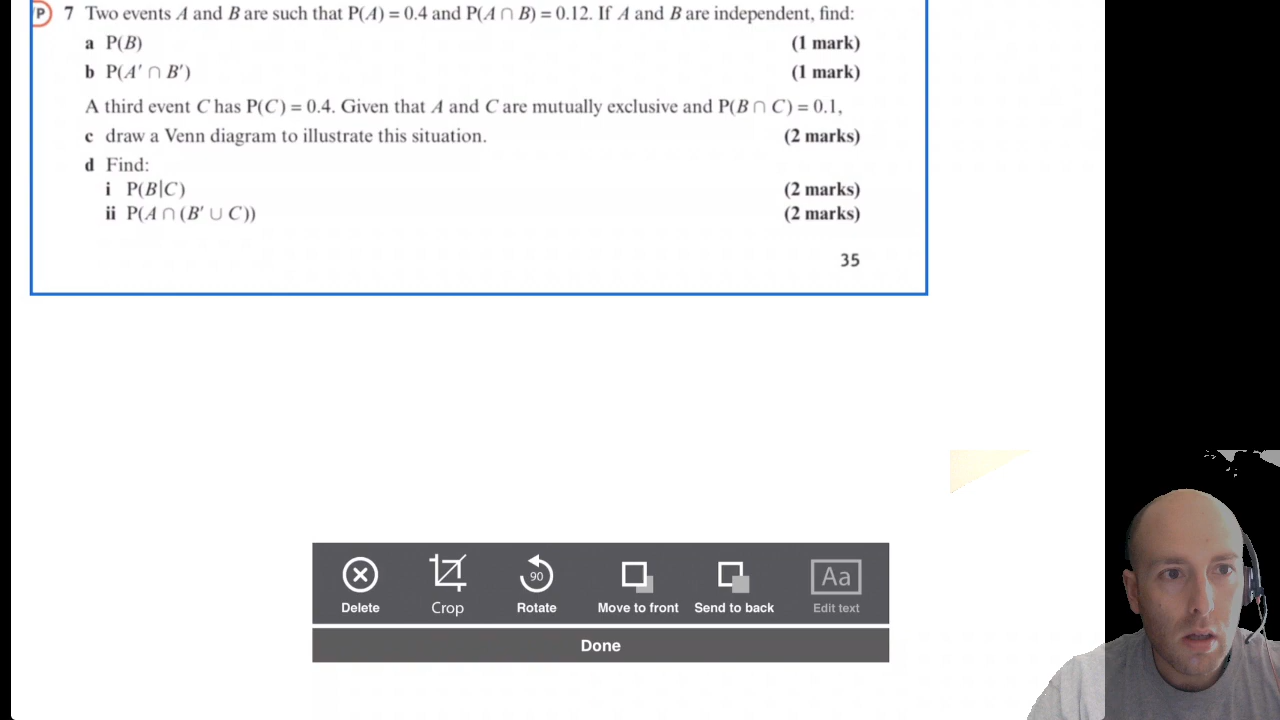 P 7 Two events A and B are such that P(A) = 0.4 and P(A ∩ B) = 0.12. If A and B are independent, find:
a P(B) (1 mark)
b P(A′ ∩ B′) (1 mark)
A third event C has P(C) = 0.4. Given that A and C are mutually exclusive and P(B ∩ C) = 0.1,
c draw a Venn diagram to illustrate this situation. (2 marks)
d Find:
i P(B|C) (2 marks)
ii P(A ∩ (B′ ∪ C)) (2 marks)
35
90
Aa
Delete Crop Rotate Move to front Send to back Edit text
Done